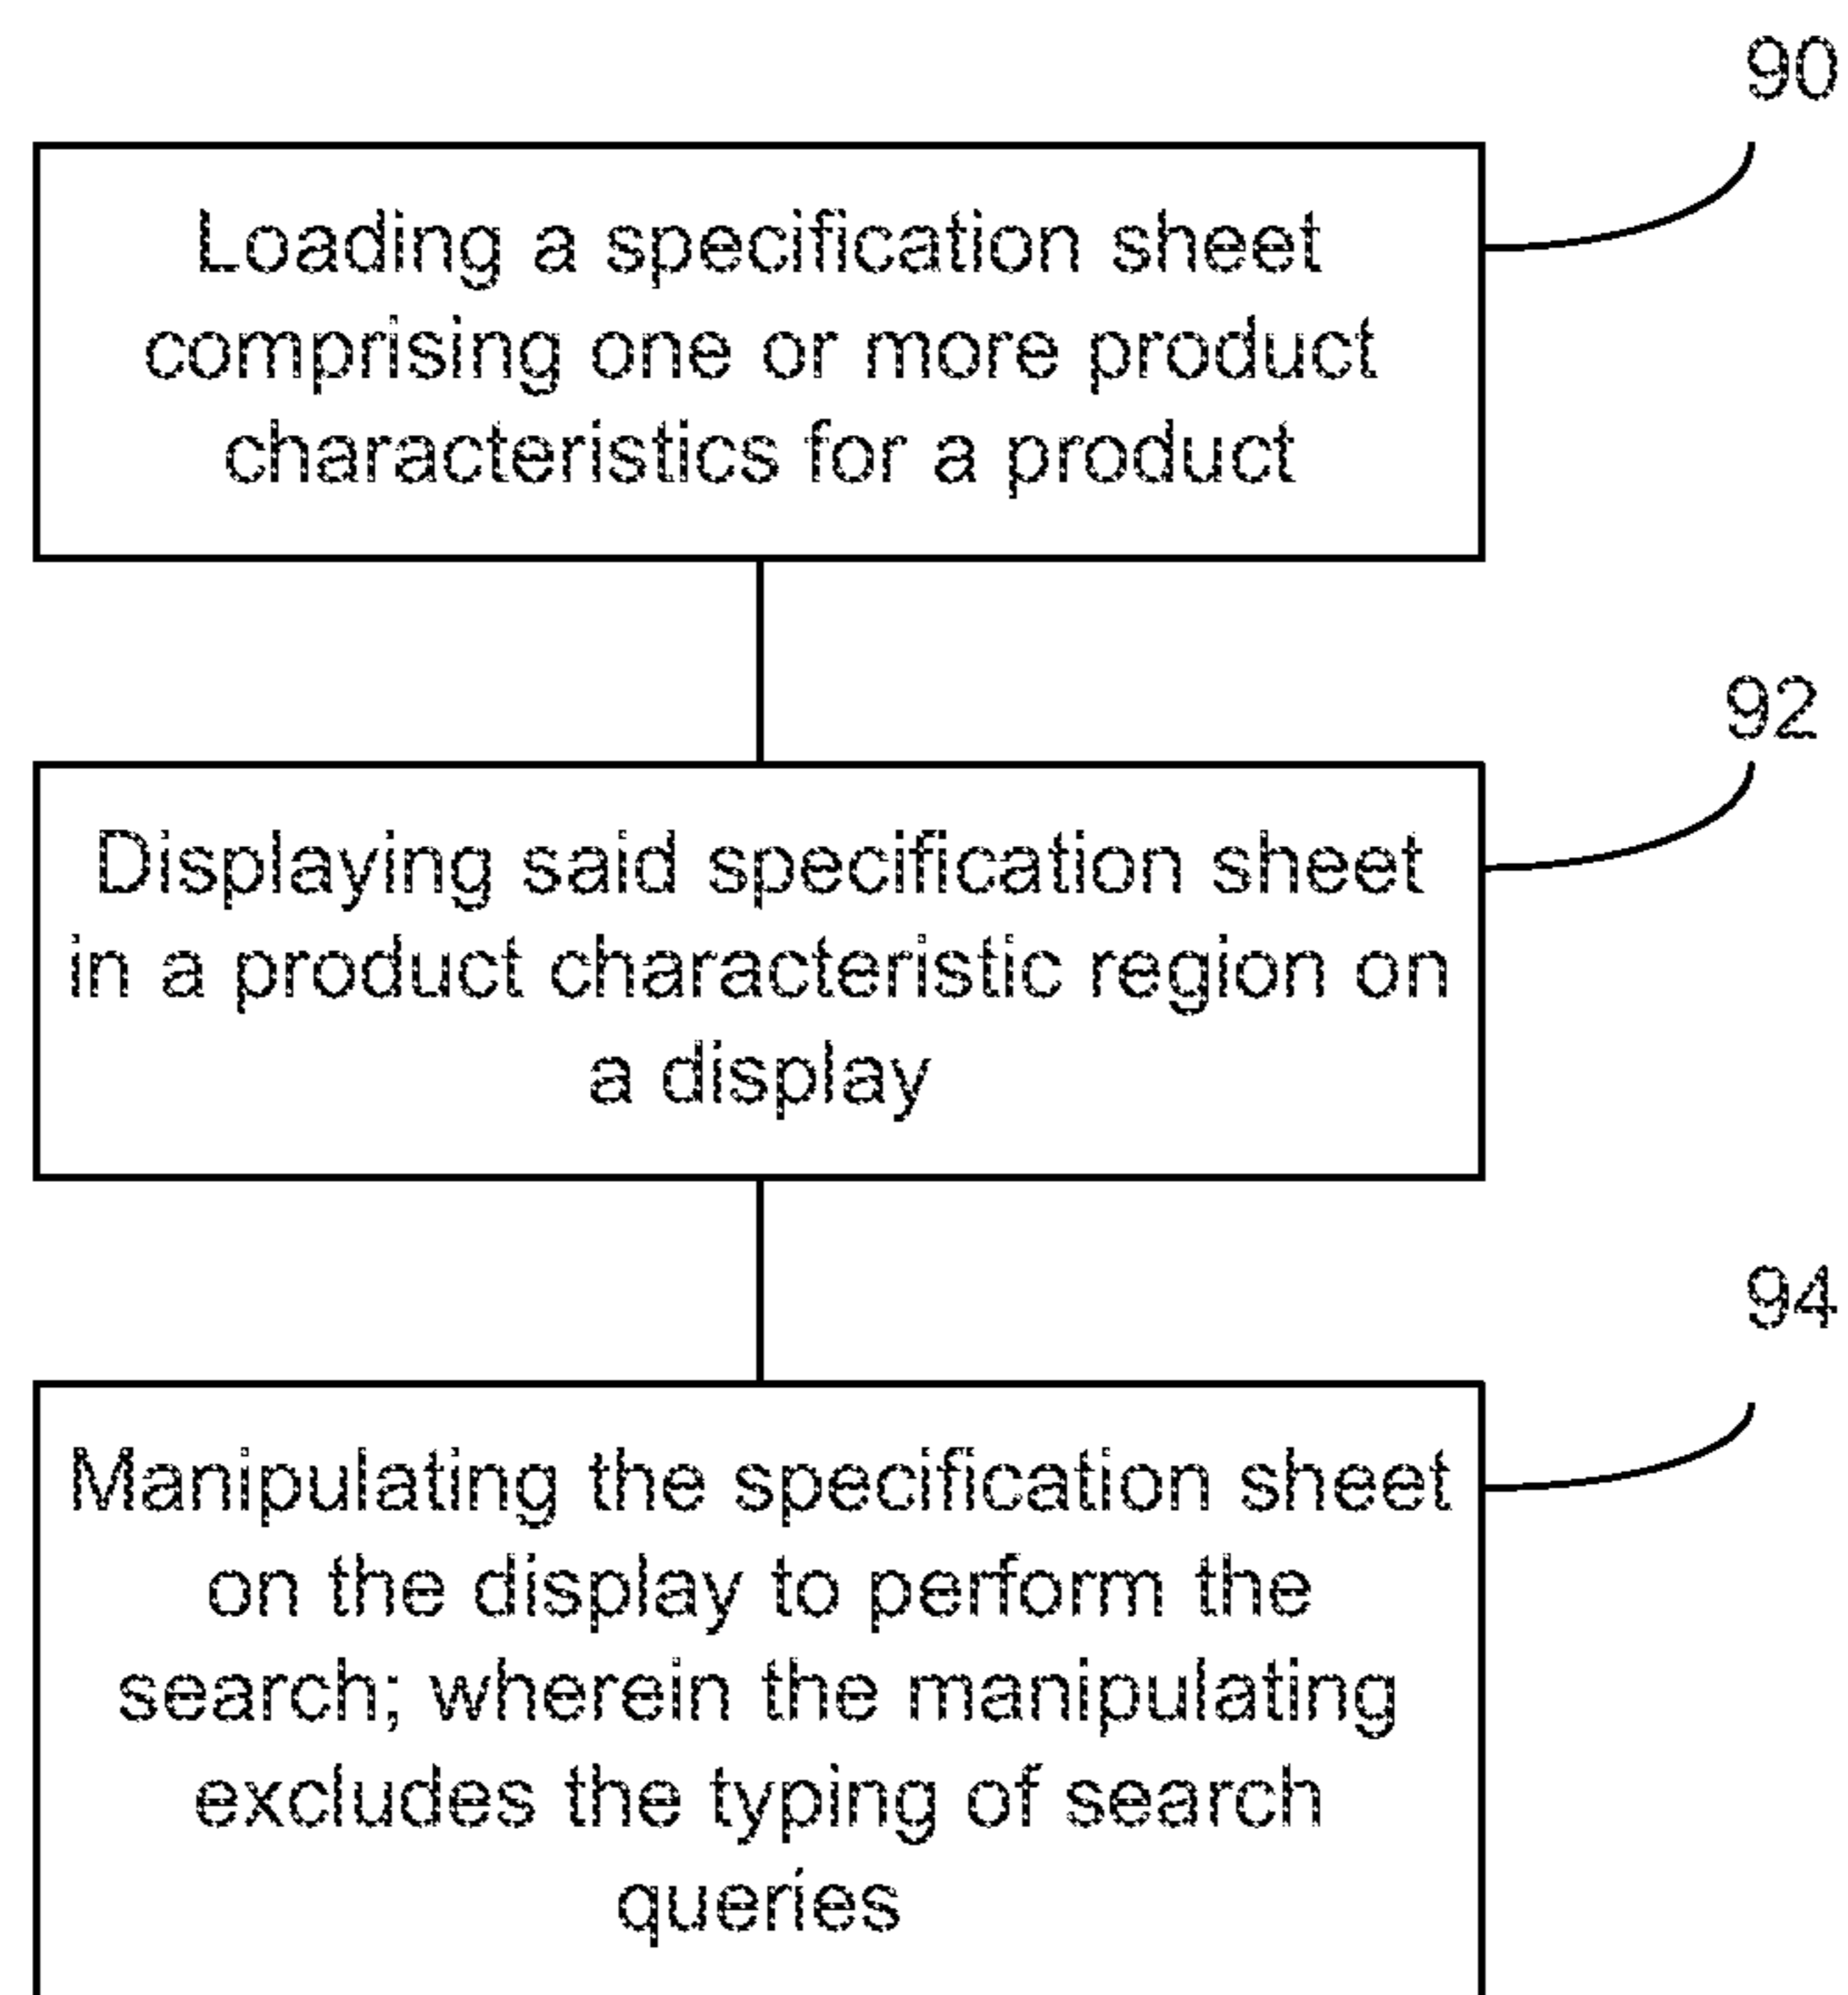 90
Loading a specification sheet
comprising one or more product
characteristics for a product
92
Displaying said specification sheet
in a product characteristic region on
a display
94
Manipulating the specification sheet
on the display to perform the
search; wherein the manipulating
excludes the typing of search
queries